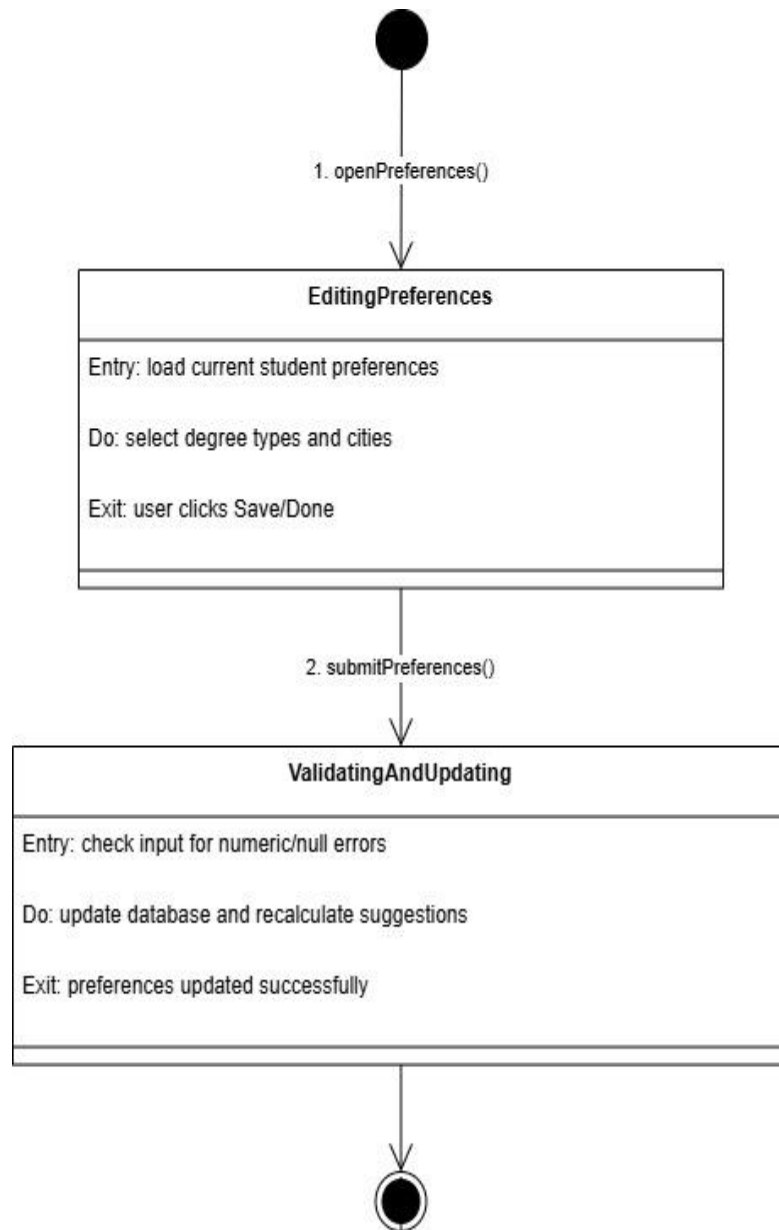 1. openPreferences()
EditingPreferences
Entry: load current student preferences
Do: select degree types and cities
Exit: user clicks Save/Done
2. submitPreferences()
ValidatingAndUpdating
Entry: check input for numeric/null errors
Do: update database and recalculate suggestions
Exit: preferences updated successfully